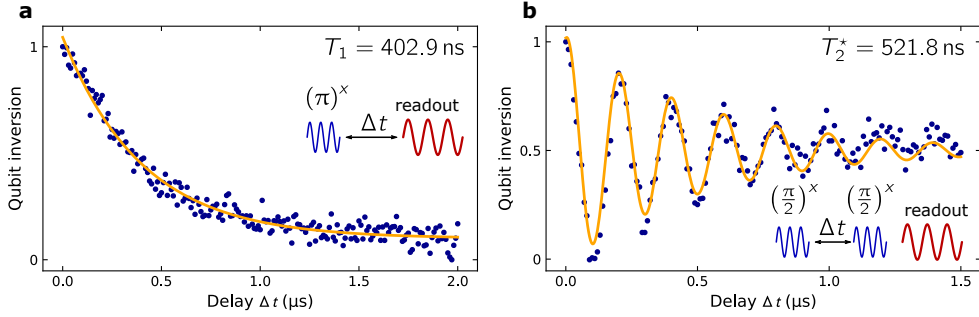 a
T₁ = 402.9 ns
(π)ˣ
readout
Δt
Qubit inversion
1
0
0.0 0.5 1.0 1.5 2.0
Delay Δt (μs)
b
T₂⋆ = 521.8 ns
Qubit inversion
1
0.5
0
(π/2)ˣ (π/2)ˣ
Δt
readout
0.0 0.5 1.0 1.5
Delay Δt (μs)